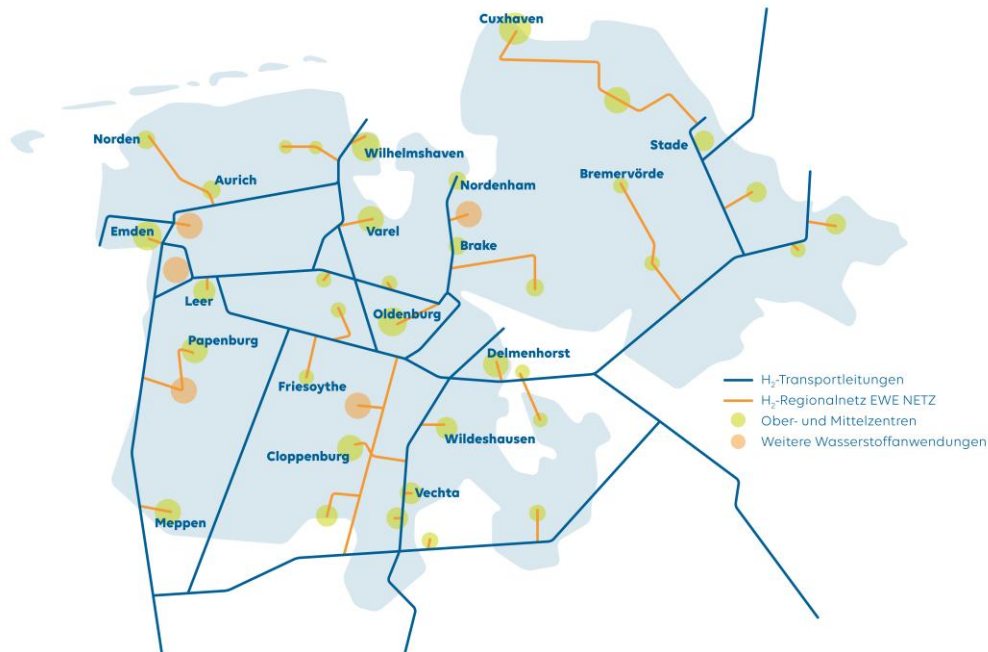 Cuxhaven
Norden
Wilhelmshaven
Stade
Aurich
Nordenham
Bremervörde
Emden
Varel
Brake
Leer
Oldenburg
Papenburg
Delmenhorst
Friesoythe
H₂-Transportleitungen
H₂-Regionalnetz EWE NETZ
Ober- und Mittelzentren
Weitere Wasserstoffanwendungen
Wildeshausen
Cloppenburg
Vechta
Meppen